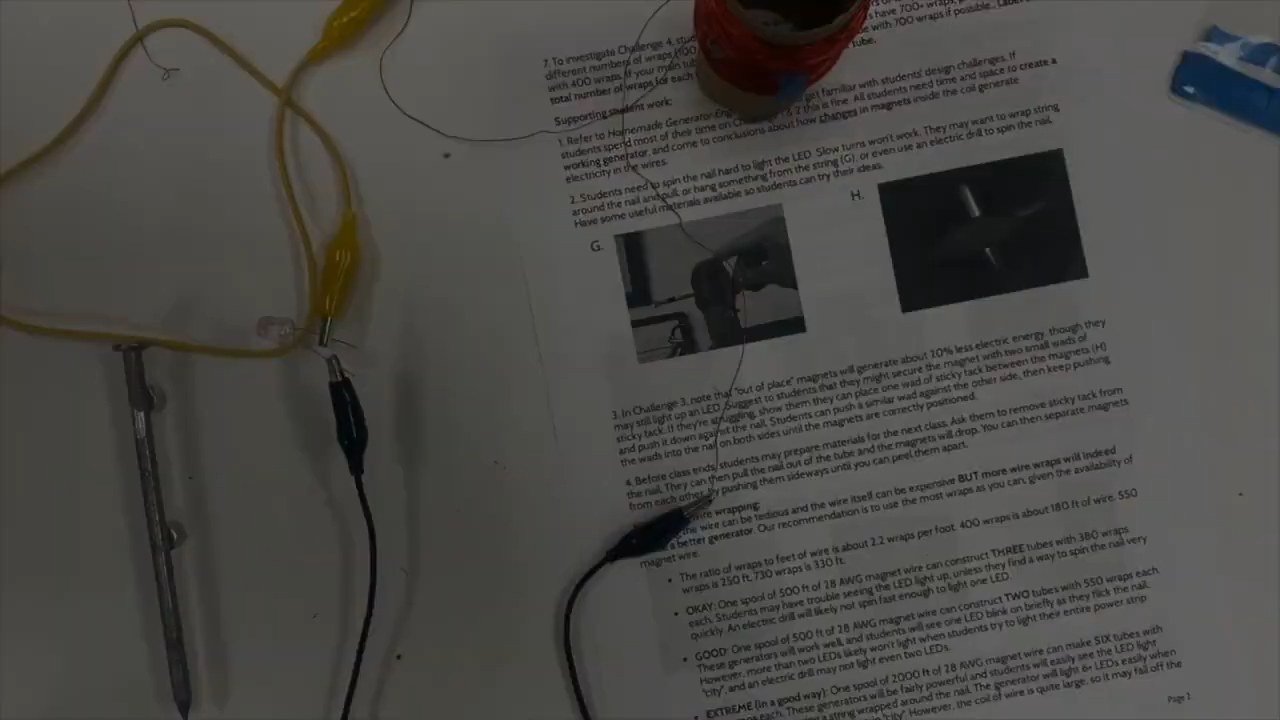 7. To investigate Challenge 4, stud
different numbers of wraps (400
with 400 wraps. If your main tub
total number of wraps for each
have 700+ wraps,
with 700 wraps if possible.
tube.
Supporting student work:
1. Refer to Homemade Generator get familiar with students' design challenges. If
students spend most of their time on is 2 this is fine. All students need time and space to create a
working generator, and come to conclusions about how changes in magnets inside the coil generate
electricity in the wires.
2. Students need to spin the nail hard to light the LED. Slow turns won't work. They may want to wrap string
around the nail and pull, or hang something from the string (G), or even use an electric drill to spin the nail.
Have some useful materials available so students can try their ideas.
G.
H.
3. In Challenge 3, note that "out of place" magnets will generate about 20% less electric energy, though they
may still light up an LED. Suggest to students that they might secure the magnet with two small wads of
sticky tack. If they're struggling, show them they can place one wad of sticky tack between the magnets (H)
and push it down against the nail. Students can push a similar wad against the other side, then keep pushing
the wads into the nail on both sides until the magnets are correctly positioned.
4. Before class ends, students may prepare materials for the next class. Ask them to remove sticky tack from
the nail. They can then pull the nail out of the tube and the magnets will drop. You can then separate magnets
from each other by pushing them sideways until you can peel them apart.
wire wrapping:
the wire can be tedious and the wire itself can be expensive BUT more wire wraps will indeed
a better generator. Our recommendation is to use the most wraps as you can, given the availability of
magnet wire.
• The ratio of wraps to feet of wire is about 2.2 wraps per foot. 400 wraps is about 180 ft of wire. 550
wraps is 250 ft. 730 wraps is 330 ft.
• OKAY: One spool of 500 ft of 28 AWG magnet wire can construct THREE tubes with 380 wraps
each. Students may have trouble seeing the LED light up, unless they find a way to spin the nail very
quickly. An electric drill will likely not spin fast enough to light one LED.
• GOOD: One spool of 500 ft of 28 AWG magnet wire can construct TWO tubes with 550 wraps each.
These generators will work well, and students will see one LED blink on briefly as they flick the nail.
However, more than two LEDs likely won't light when students try to light their entire power strip
"city", and an electric drill may not light even two LEDs.
• EXTREME (in a good way): One spool of 2000 ft of 28 AWG magnet wire can make SIX tubes with
each. These generators will be fairly powerful and students will easily see the LED light
a string wrapped around the nail. The generator will light 6+ LEDs easily when
"city." However, the coil of wire is quite large, so it may fall off the
Page 2